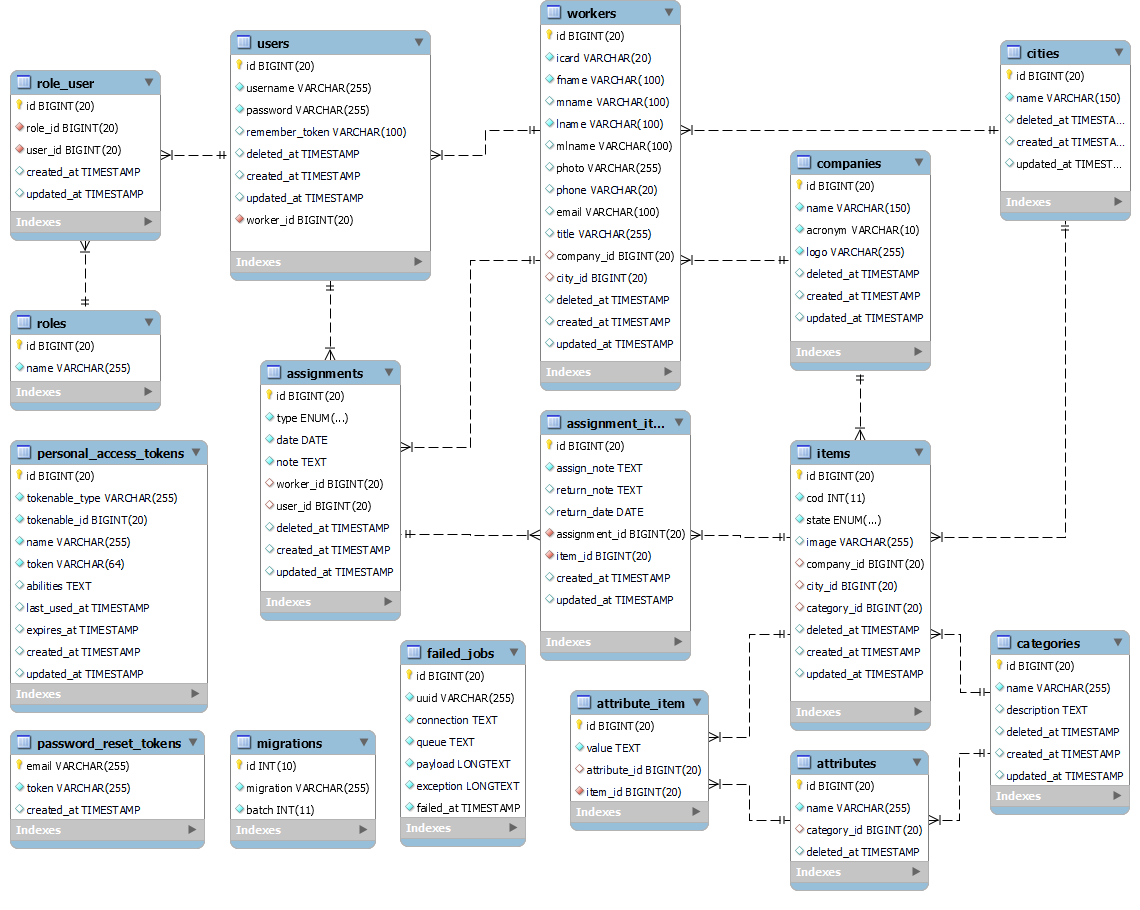 role_user
id BIGINT(20)
role_id BIGINT(20)
user_id BIGINT(20)
created_at TIMESTAMP
updated_at TIMESTAMP
Indexes
users
id BIGINT(20)
username VARCHAR(255)
password VARCHAR(255)
remember_token VARCHAR(100)
deleted_at TIMESTAMP
created_at TIMESTAMP
updated_at TIMESTAMP
worker_id BIGINT(20)
Indexes
workers
id BIGINT(20)
icard VARCHAR(20)
fname VARCHAR(100)
mname VARCHAR(100)
lname VARCHAR(100)
mlname VARCHAR(100)
photo VARCHAR(255)
phone VARCHAR(20)
email VARCHAR(100)
title VARCHAR(255)
company_id BIGINT(20)
city_id BIGINT(20)
deleted_at TIMESTAMP
created_at TIMESTAMP
updated_at TIMESTAMP
Indexes
cities
id BIGINT(20)
name VARCHAR(150)
deleted_at TIMESTA...
created_at TIMESTA...
updated_at TIMEST...
Indexes
companies
id BIGINT(20)
name VARCHAR(150)
acronym VARCHAR(10)
logo VARCHAR(255)
deleted_at TIMESTAMP
created_at TIMESTAMP
updated_at TIMESTAMP
Indexes
roles
id BIGINT(20)
name VARCHAR(255)
Indexes
assignments
id BIGINT(20)
type ENUM(...)
date DATE
note TEXT
worker_id BIGINT(20)
user_id BIGINT(20)
deleted_at TIMESTAMP
created_at TIMESTAMP
updated_at TIMESTAMP
Indexes
assignment_it...
id BIGINT(20)
assign_note TEXT
return_note TEXT
return_date DATE
assignment_id BIGINT(20)
item_id BIGINT(20)
created_at TIMESTAMP
updated_at TIMESTAMP
Indexes
items
id BIGINT(20)
cod INT(11)
state ENUM(...)
image VARCHAR(255)
company_id BIGINT(20)
city_id BIGINT(20)
category_id BIGINT(20)
deleted_at TIMESTAMP
created_at TIMESTAMP
updated_at TIMESTAMP
Indexes
personal_access_tokens
id BIGINT(20)
tokenable_type VARCHAR(255)
tokenable_id BIGINT(20)
name VARCHAR(255)
token VARCHAR(64)
abilities TEXT
last_used_at TIMESTAMP
expires_at TIMESTAMP
created_at TIMESTAMP
updated_at TIMESTAMP
Indexes
failed_jobs
id BIGINT(20)
uuid VARCHAR(255)
connection TEXT
queue TEXT
payload LONGTEXT
exception LONGTEXT
failed_at TIMESTAMP
Indexes
categories
id BIGINT(20)
name VARCHAR(255)
description TEXT
deleted_at TIMESTAMP
created_at TIMESTAMP
updated_at TIMESTAMP
Indexes
attribute_item
id BIGINT(20)
value TEXT
attribute_id BIGINT(20)
item_id BIGINT(20)
Indexes
password_reset_tokens
email VARCHAR(255)
token VARCHAR(255)
created_at TIMESTAMP
Indexes
migrations
id INT(10)
migration VARCHAR(255)
batch INT(11)
Indexes
attributes
id BIGINT(20)
name VARCHAR(255)
category_id BIGINT(20)
deleted_at TIMESTAMP
Indexes